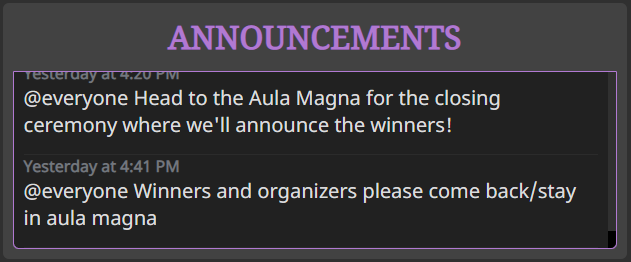 ANNOUNCEMENTS
Yesterday at 4:20 PM
@everyone Head to the Aula Magna for the closing
ceremony where we'll announce the winners!
Yesterday at 4:41 PM
@everyone Winners and organizers please come back/stay
in aula magna